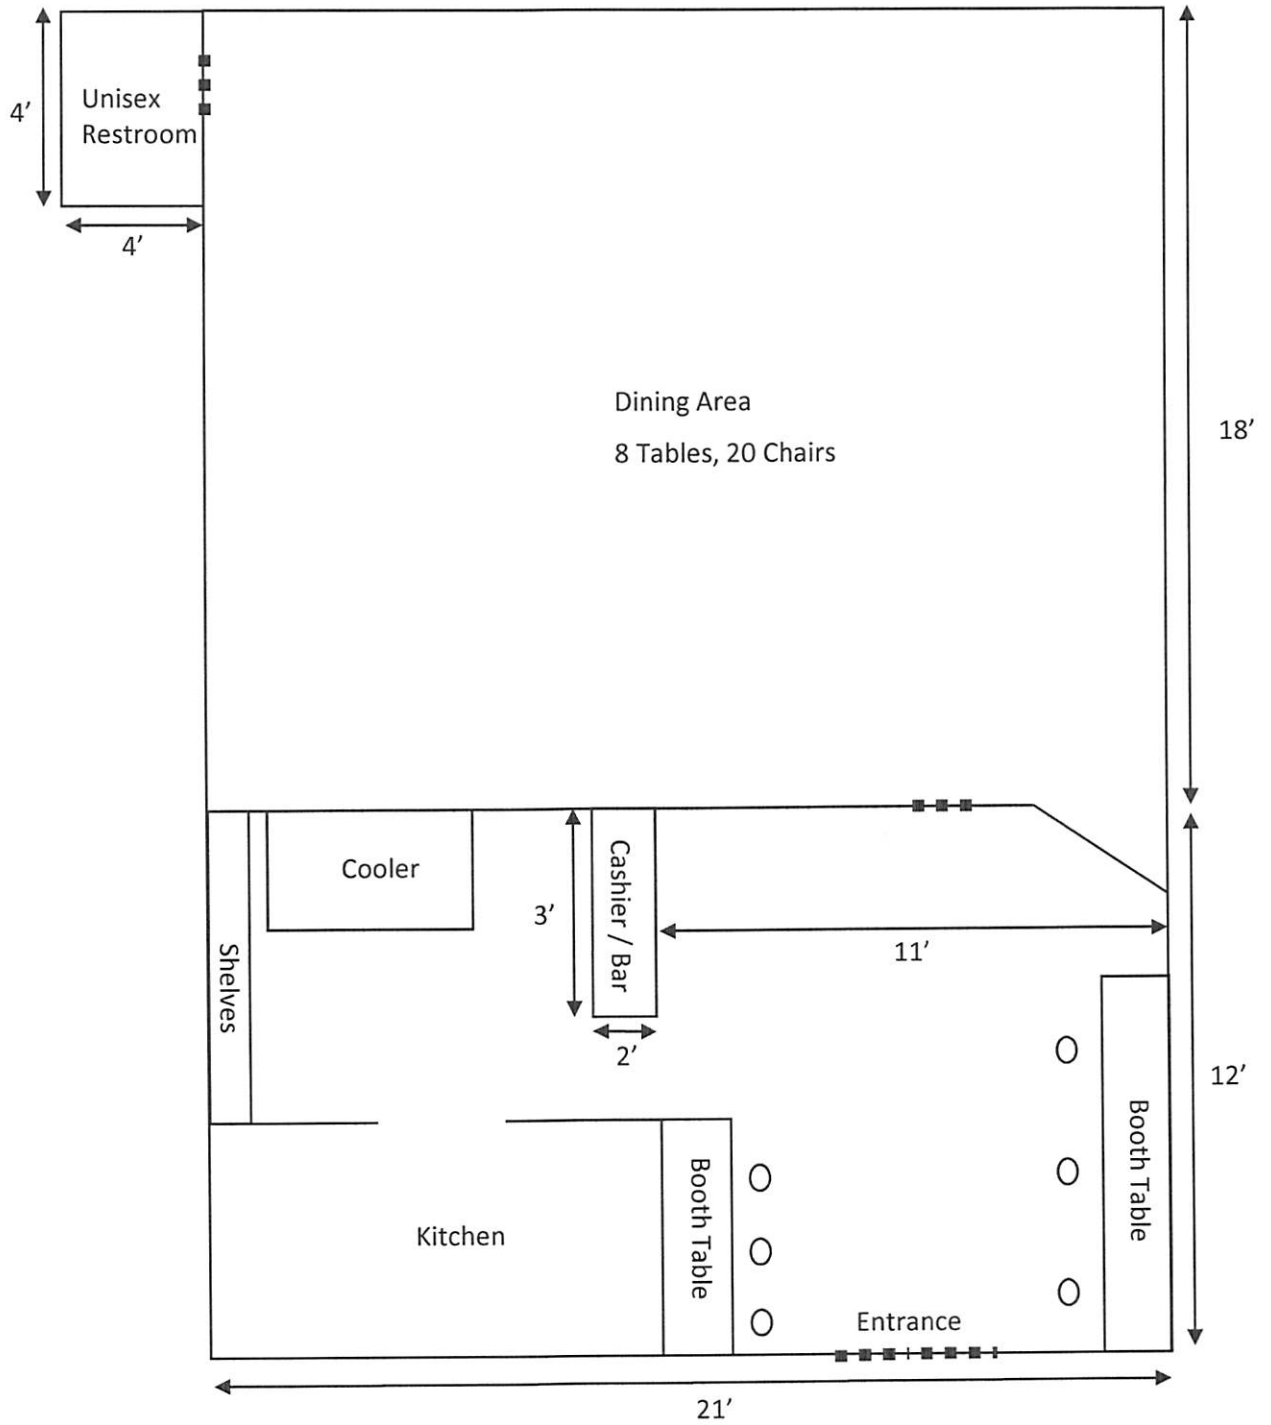 4’
Unisex
Restroom
4’
Dining Area
8 Tables, 20 Chairs
18’
Cooler
Cashier / Bar
3’
11’
Shelves
2’
12’
Booth Table
Booth Table
Kitchen
Entrance
21’